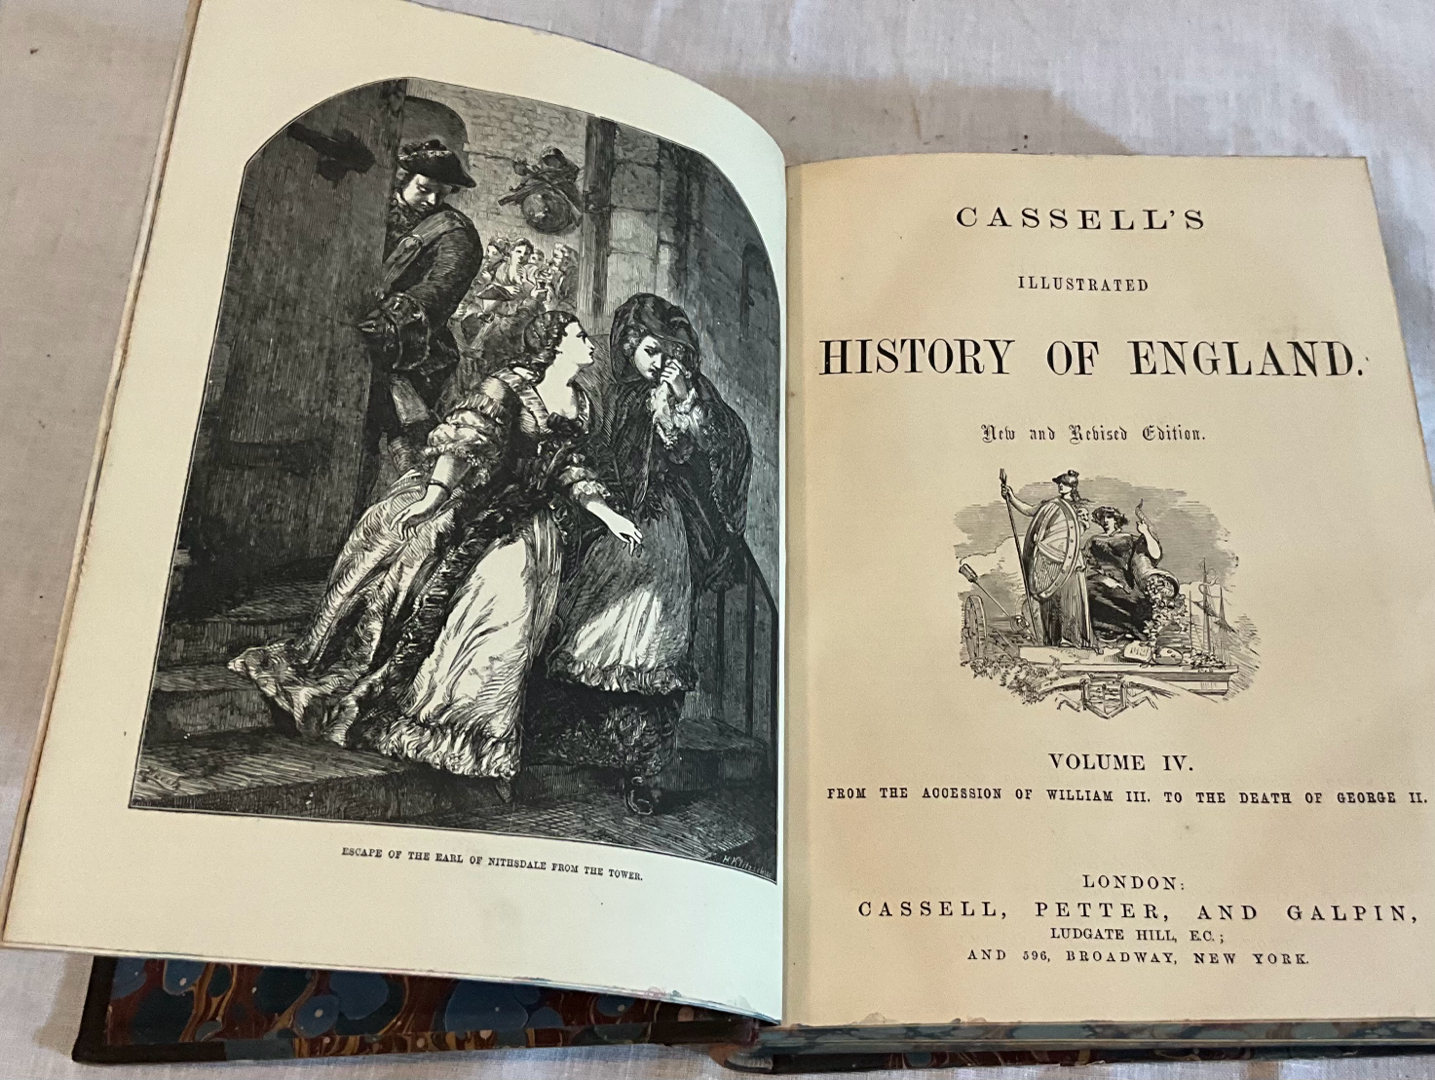 ESCAPE OF THE EARL OF NITHSDALE FROM THE TOWER.
CASSELL'S
ILLUSTRATED
HISTORY OF ENGLAND.
New and Revised Edition.
VOLUME IV.
FROM THE ACCESSION OF WILLIAM III. TO THE DEATH OF GEORGE II.
LONDON:
CASSELL, PETTER, AND GALPIN,
LUDGATE HILL, E.C.;
AND 596, BROADWAY, NEW YORK.